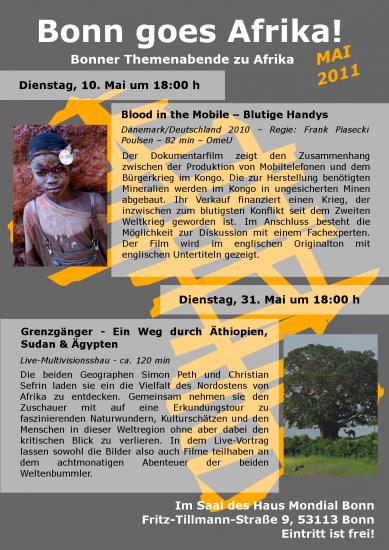 Bonn goes Afrika!
Bonner Themenabende zu Afrika
MAI
2011
Dienstag, 10. Mai um 18:00 h
Blood in the Mobile – Blutige Handys
Dänemark/Deutschland 2010 – Regie: Frank Piasecki
Poulsen – 82 min – OmeU
Der Dokumentarfilm zeigt den Zusammenhang
zwischen der Produktion von Mobiltelefonen und dem
Bürgerkrieg im Kongo. Die zur Herstellung benötigten
Mineralien werden im Kongo in ungesicherten Minen
abgebaut. Ihr Verkauf finanziert einen Krieg, der
inzwischen zum blutigsten Konflikt seit dem Zweiten
Weltkrieg geworden ist. Im Anschluss besteht die
Möglichkeit zur Diskussion mit einem Fachexperten.
Der Film wird im englischen Originalton mit
englischen Untertiteln gezeigt.
Dienstag, 31. Mai um 18:00 h
Grenzgänger - Ein Weg durch Äthiopien,
Sudan & Ägypten
Live-Multivisionsshau - ca. 120 min
Die beiden Geographen Simon Peth und Christian
Sefrin laden sie ein die Vielfalt des Nordostens von
Afrika zu entdecken. Gemeinsam nehmen sie den
Zuschauer mit auf eine Erkundungstour zu
faszinierenden Naturwundern, Kulturschätzen und den
Menschen in dieser Weltregion ohne aber dabei den
kritischen Blick zu verlieren. In dem Live-Vortrag
lassen sowohl die Bilder also auch Filme teilhaben an
dem achtmonatigen Abenteuer der beiden
Weltenbummler.
Im Saal des Haus Mondial Bonn
Fritz-Tillmann-Straße 9, 53113 Bonn
Eintritt ist frei!